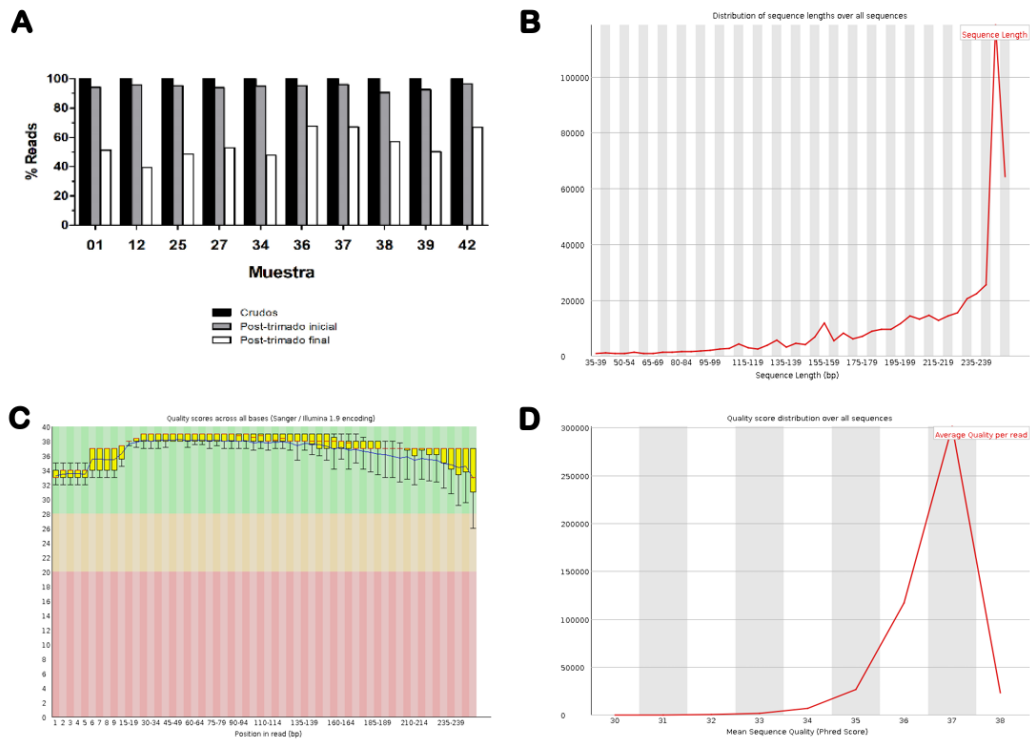 A
100
80
60
40
20
0
% Reads
01 12 25 27 34 36 37 38 39 42
Muestra
Crudos
Post-trimado inicial
Post-trimado final
B
Distribution of sequence lengths over all sequences
Sequence Length
100000
80000
60000
40000
20000
0
35-39 50-54 65-69 80-84 95-99 115-119 135-139 155-159 175-179 195-199 215-219 235-239
Sequence Length (bp)
C
Quality scores across all bases (Sanger / Illumina 1.9 encoding)
40
38
36
34
32
30
28
26
24
22
20
18
16
14
12
10
8
6
4
2
0
1 2 3 4 5 6 7 8 9 15-19 30-34 45-49 60-64 75-79 90-94 110-114 135-139 160-164 185-189 210-214 235-239
Position in read (bp)
D
Quality score distribution over all sequences
Average Quality per read
300000
250000
200000
150000
100000
50000
0
30 31 32 33 34 35 36 37 38
Mean Sequence Quality (Phred Score)